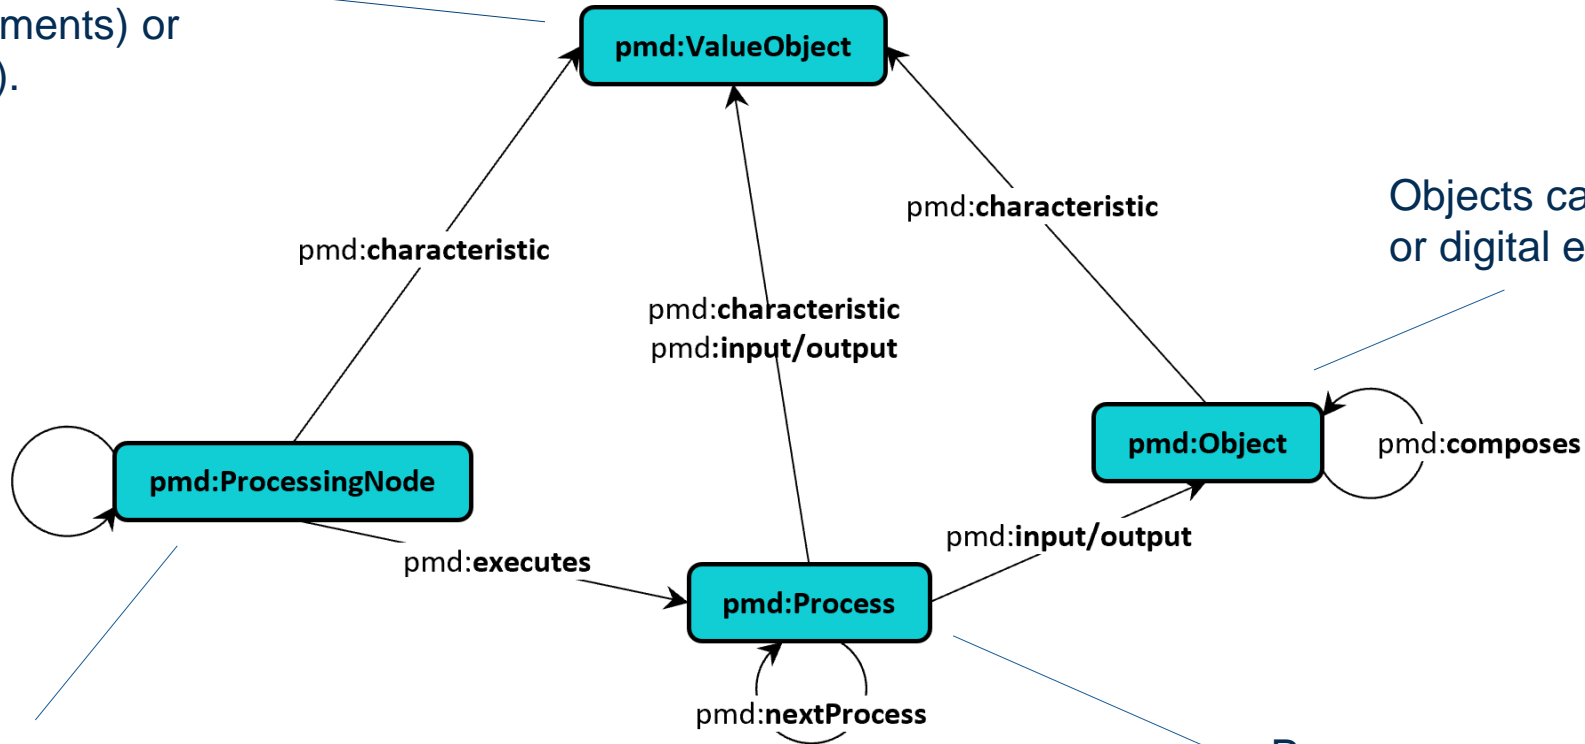 ments) or
pmd:ValueObject
).
Objects ca
or digital e
pmd:characteristic
pmd:characteristic
pmd:characteristic
pmd:input/output
pmd:Object
pmd:composes
pmd:ProcessingNode
pmd:input/output
pmd:executes
pmd:Process
pmd:nextProcess